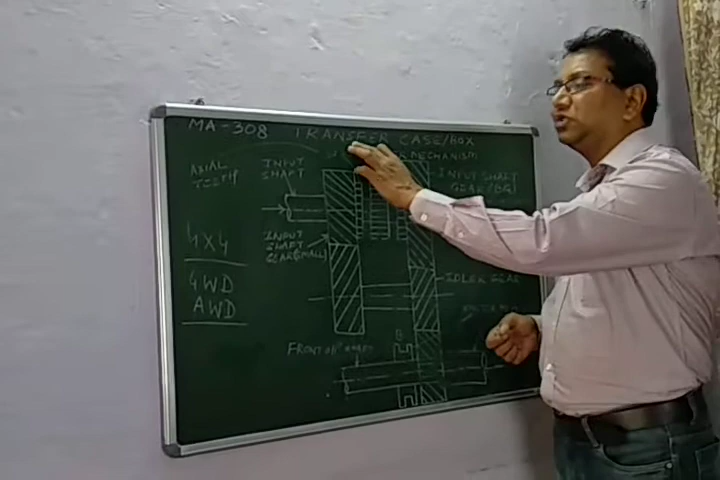 MA-308 TRANSFER CASE/BOX
MECHANISM
AXIAL
TEETH
INPUT
SHAFT
INPUT SHAFT
GEAR (BIG)
4X4
INPUT
SHAFT
GEAR(SMALL)
4WD
AWD
IDLER GEAR
B
FRONT O/P SHAFT